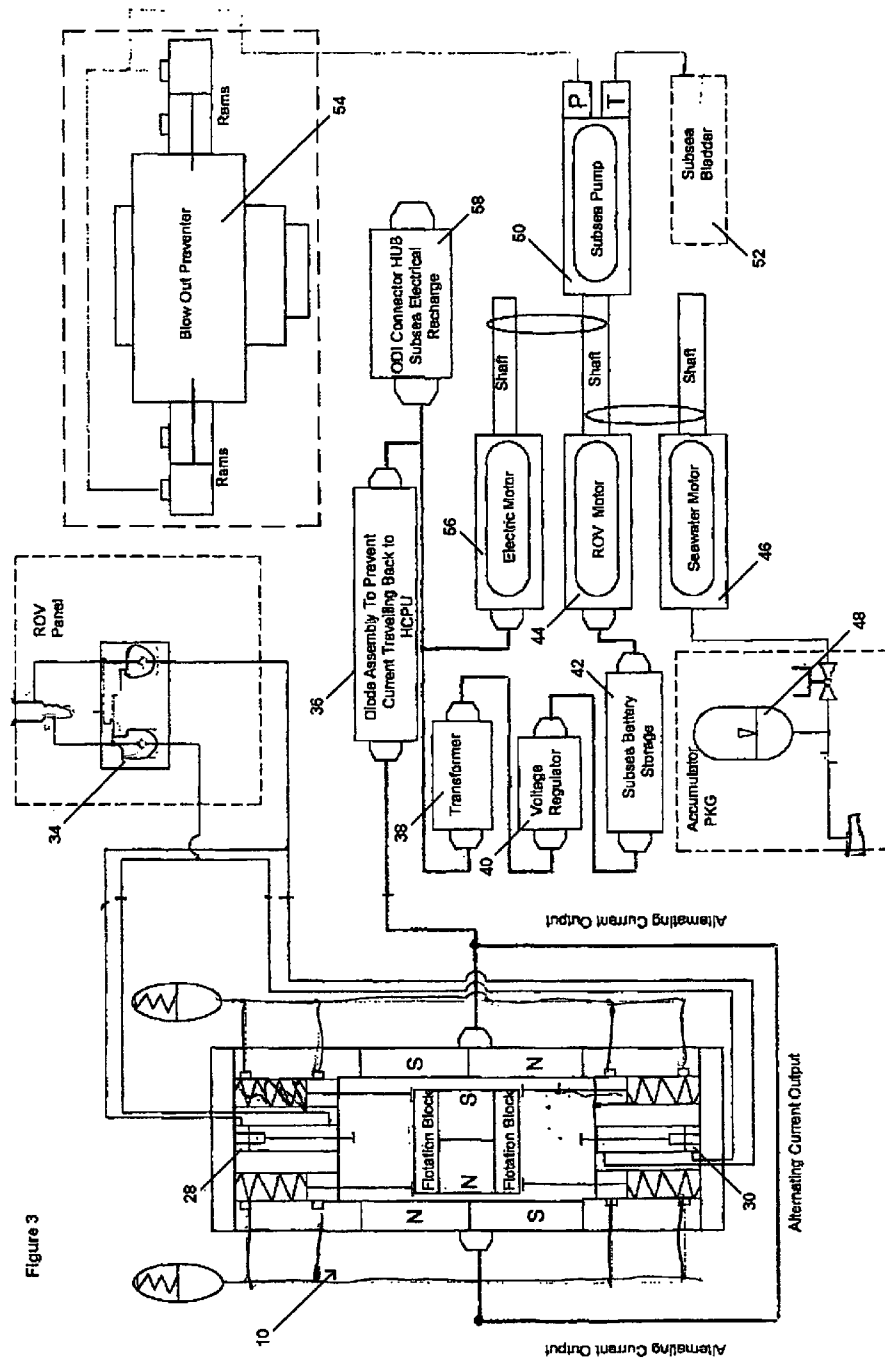 Figure 3
10
28
30
N
S
S
N
N
S
Flotation Block
Flotation Block
Alternating Current Output
Alternating Current Output
Alternating Current Output
34
ROV
Panel
36
Diode Assembly To Prevent
Current Travelling Back to
HCPU
38
Transformer
40
Voltage
Regulator
42
Subsea Battery
Storage
Accumulator
PKG
48
56
Electric Motor
44
ROV Motor
Seawater Motor
46
Shaft
Shaft
Shaft
ODI Connector HUB
Subsea Electrical
Recharge
58
50
Subsea Pump
P
T
Subsea
Bladder
52
Rams
Blow Out Preventer
Rams
54